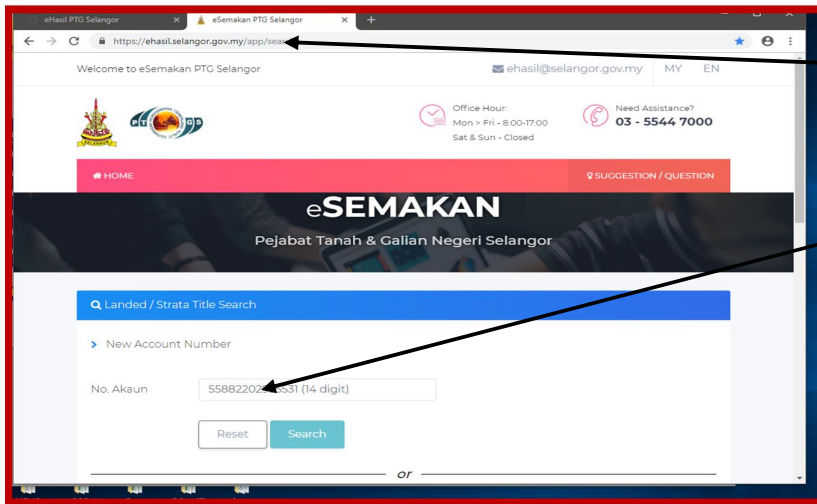 eHasil PTG Selangor
eSemakan PTG Selangor
https://ehasil.selangor.gov.my/app/sear
Welcome to eSemakan PTG Selangor
ehasil@selangor.gov.my
MY
EN
Office Hour:
Mon > Fri - 8:00-17:00
Sat & Sun - Closed
Need Assistance?
03 - 5544 7000
PTGS
SELANGOR
HOME
SUGGESTION / QUESTION
eSEMAKAN
Pejabat Tanah & Galian Negeri Selangor
Landed / Strata Title Search
New Account Number
No. Akaun
(14 digit)
Reset
Search
or